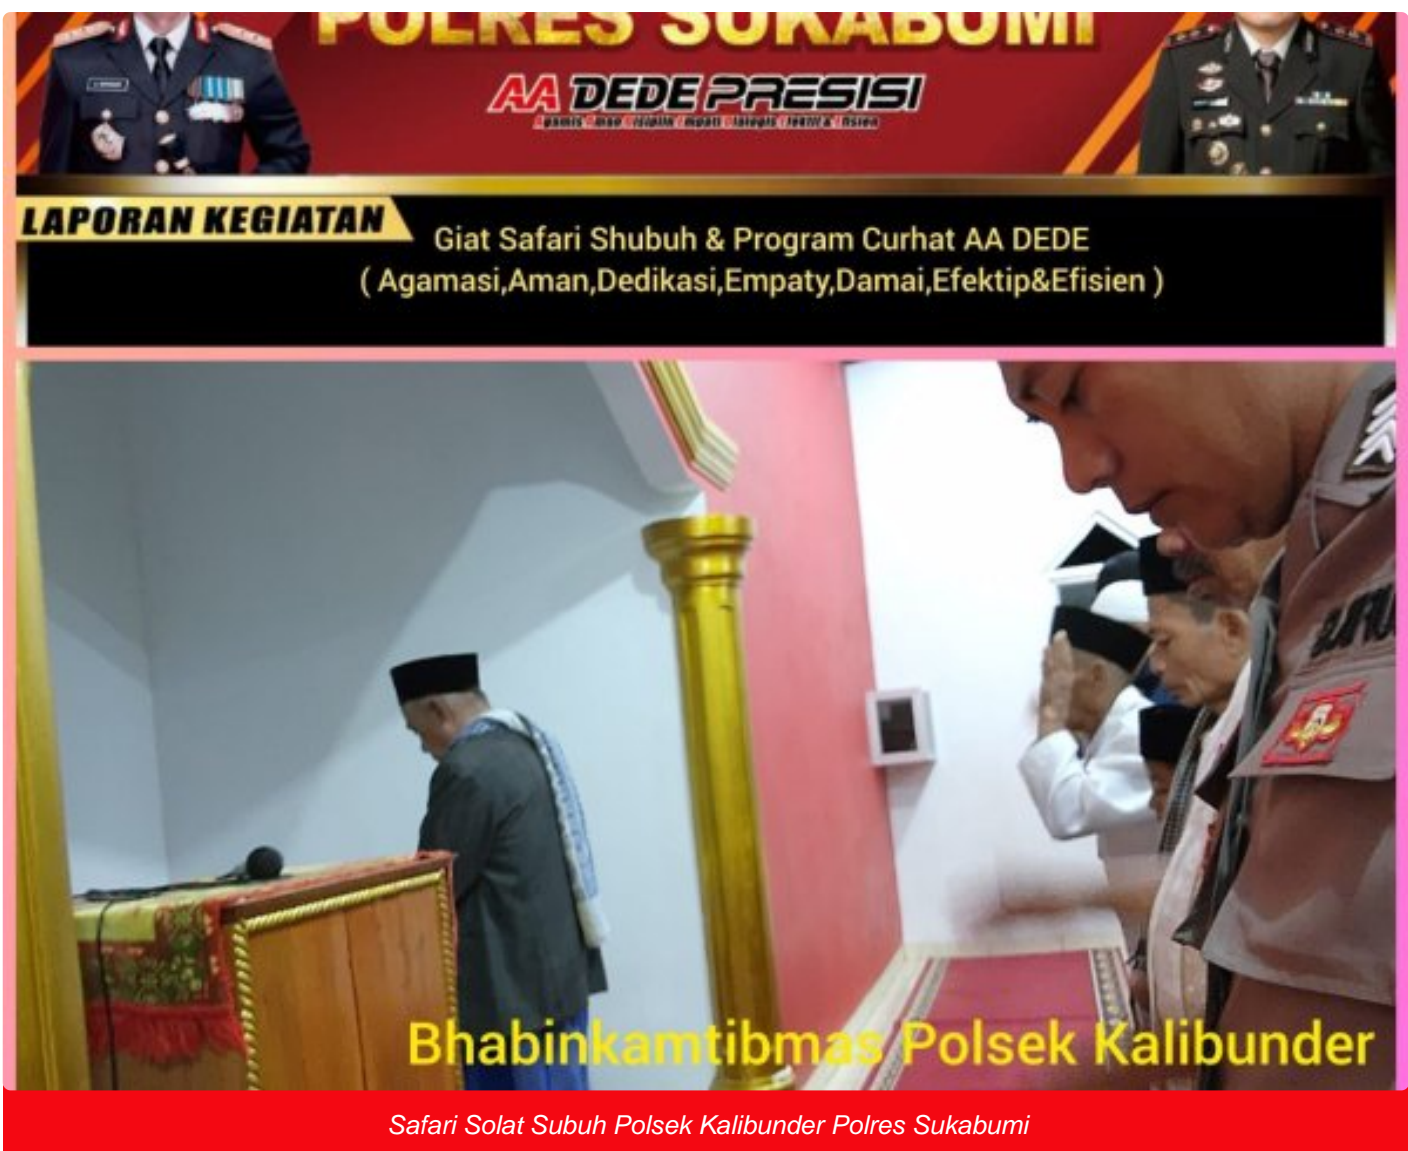 POLRES SUKABUMI
AA DEDE PRESISI
LAPORAN KEGIATAN
Giat Safari Shubuh & Program Curhat AA DEDE
( Agamasi,Aman,Dedikasi,Empaty,Damai,Efektip&Efisien )
Bhabinkamtibmas Polsek Kalibunder
Safari Solat Subuh Polsek Kalibunder Polres Sukabumi